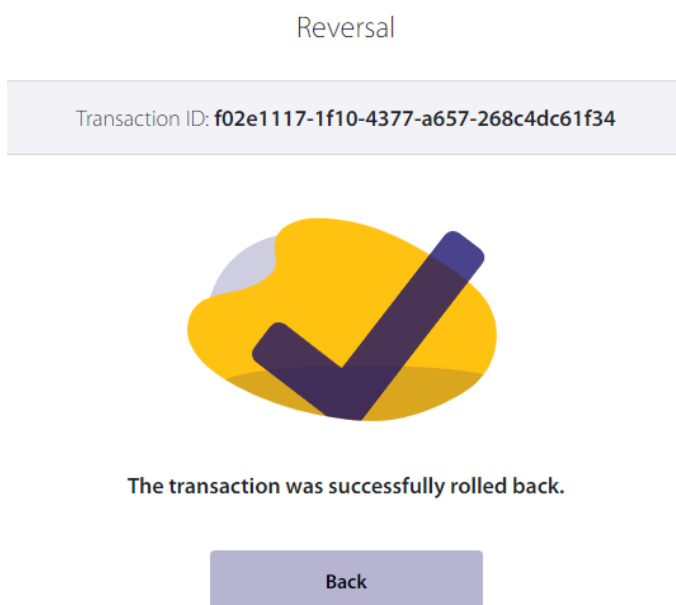 Reversal
Transaction ID: f02e1117-1f10-4377-a657-268c4dc61f34
The transaction was successfully rolled back.
Back